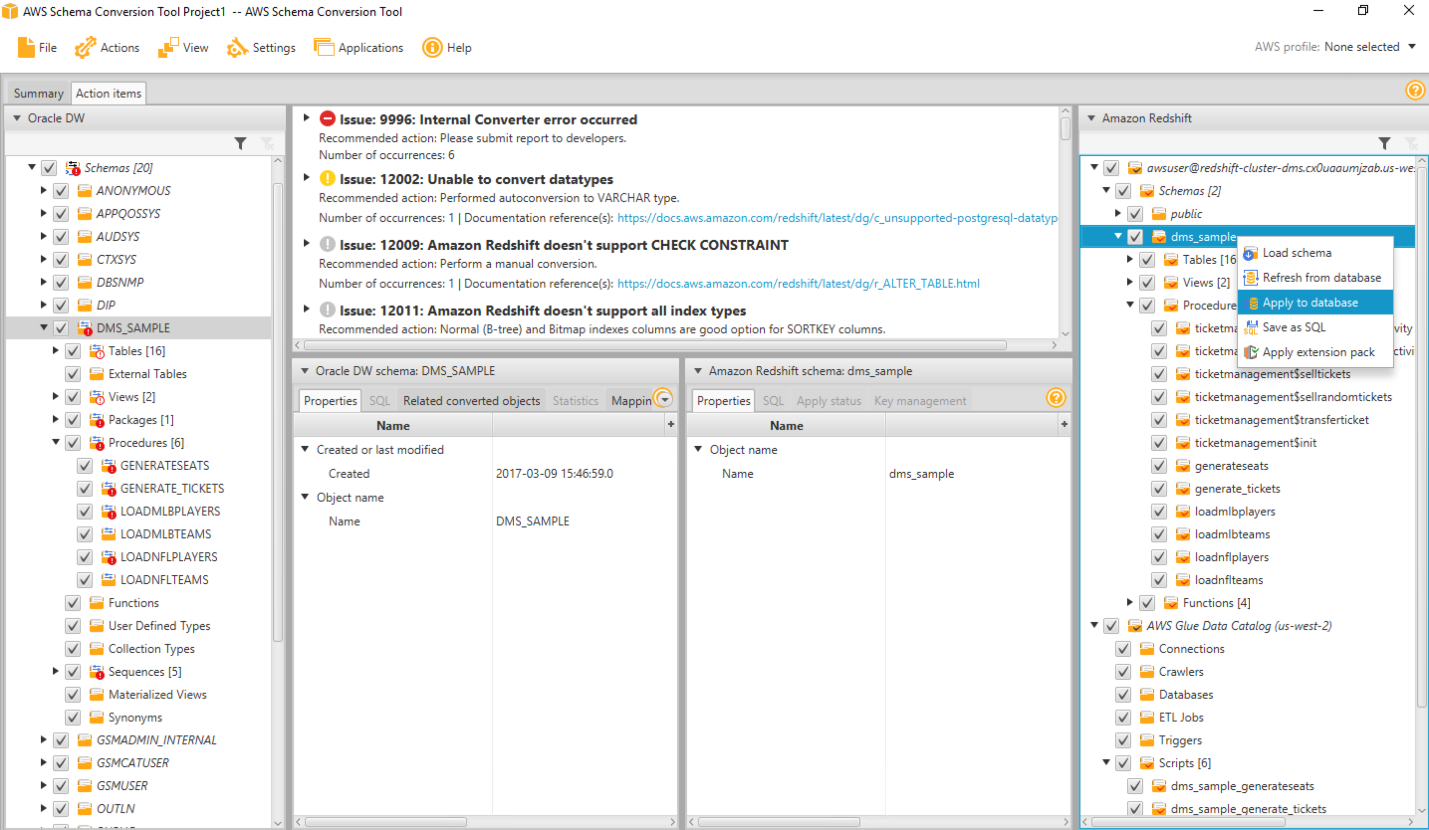 AWS Schema Conversion Tool Project1 -- AWS Schema Conversion Tool
File Actions View Settings Applications Help
AWS profile: None selected
Summary Action items
Oracle DW
Schemas [20]
ANONYMOUS
APPQOSSYS
AUDSYS
CTXSYS
DBSNMP
DIP
DMS_SAMPLE
Tables [16]
External Tables
Views [2]
Packages [1]
Procedures [6]
GENERATESEATS
GENERATE_TICKETS
LOADMLBPLAYERS
LOADMLBTEAMS
LOADNFLPLAYERS
LOADNFLTEAMS
Functions
User Defined Types
Collection Types
Sequences [5]
Materialized Views
Synonyms
GSMADMIN_INTERNAL
GSMCATUSER
GSMUSER
OUTLN
Issue: 9996: Internal Converter error occurred
Recommended action: Please submit report to developers.
Number of occurrences: 6
Issue: 12002: Unable to convert datatypes
Recommended action: Performed autoconversion to VARCHAR type.
Number of occurrences: 1 | Documentation reference(s): https://docs.aws.amazon.com/redshift/latest/dg/c_unsupported-postgresql-datatyp
Issue: 12009: Amazon Redshift doesn't support CHECK CONSTRAINT
Recommended action: Perform a manual conversion.
Number of occurrences: 1 | Documentation reference(s): https://docs.aws.amazon.com/redshift/latest/dg/r_ALTER_TABLE.html
Issue: 12011: Amazon Redshift doesn't support all index types
Recommended action: Normal (B-tree) and Bitmap indexes columns are good option for SORTKEY columns.
Oracle DW schema: DMS_SAMPLE
Properties SQL Related converted objects Statistics Mappin
Name
Created or last modified
Created 2017-03-09 15:46:59.0
Object name
Name DMS_SAMPLE
Amazon Redshift schema: dms_sample
Properties SQL Apply status Key management
Name
Object name
Name dms_sample
Amazon Redshift
awsuser@redshift-cluster-dms.cx0uaaumjzab.us-we
Schemas [2]
public
dms_sample
Tables [16
Views [2]
Procedure
ticketma vity
ticketma ctivi
ticketmanagement$selltickets
ticketmanagement$sellrandomtickets
ticketmanagement$transferticket
ticketmanagement$init
generateseats
generate_tickets
loadmlbplayers
loadmlbteams
loadnflplayers
loadnflteams
Functions [4]
AWS Glue Data Catalog (us-west-2)
Connections
Crawlers
Databases
ETL Jobs
Triggers
Scripts [6]
dms_sample_generateseats
dms_sample_generate_tickets
Load schema
Refresh from database
Apply to database
Save as SQL
Apply extension pack